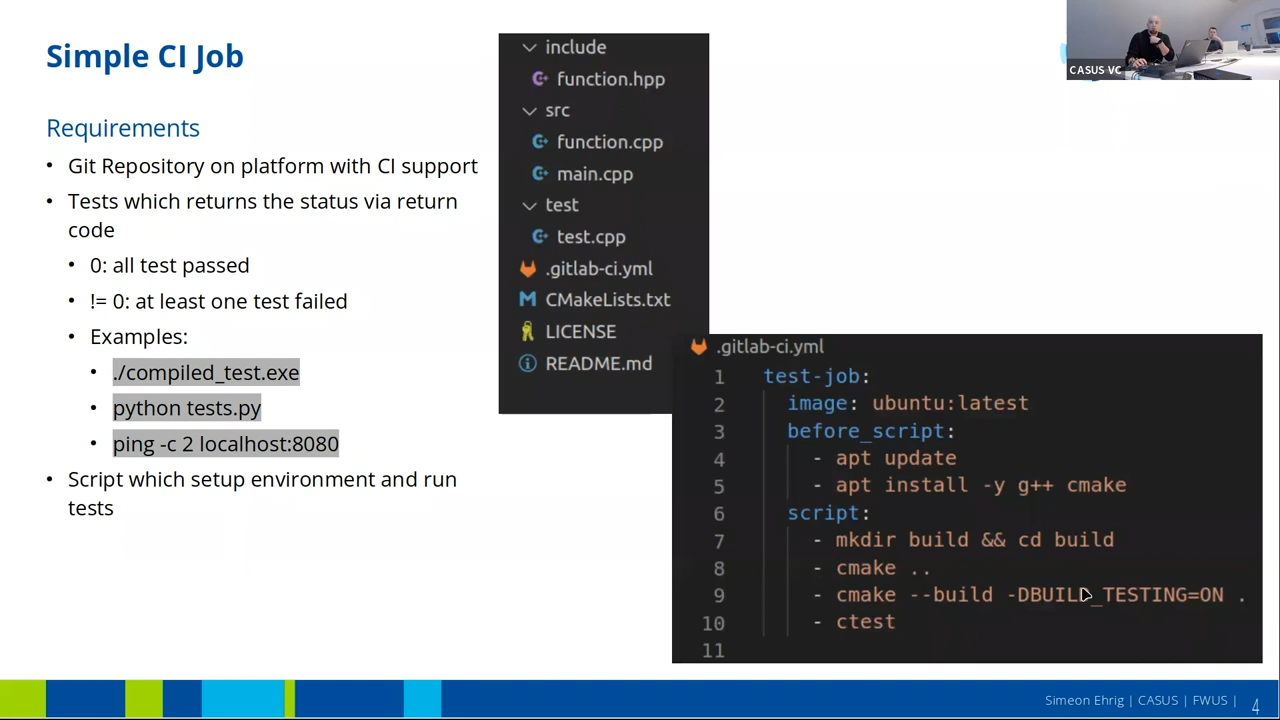 Simple CI Job
Requirements
• Git Repository on platform with CI support
• Tests which returns the status via return
code
• 0: all test passed
• != 0: at least one test failed
• Examples:
• ./compiled_test.exe
• python tests.py
• ping -c 2 localhost:8080
• Script which setup environment and run
tests
include
function.hpp
src
function.cpp
main.cpp
test
test.cpp
.gitlab-ci.yml
CMakeLists.txt
LICENSE
README.md
.gitlab-ci.yml
1 test-job:
2 image: ubuntu:latest
3 before_script:
4 - apt update
5 - apt install -y g++ cmake
6 script:
7 - mkdir build && cd build
8 - cmake ..
9 - cmake --build -DBUILD_TESTING=ON .
10 - ctest
11
CASUS VC
Simeon Ehrig | CASUS | FWUS | 4